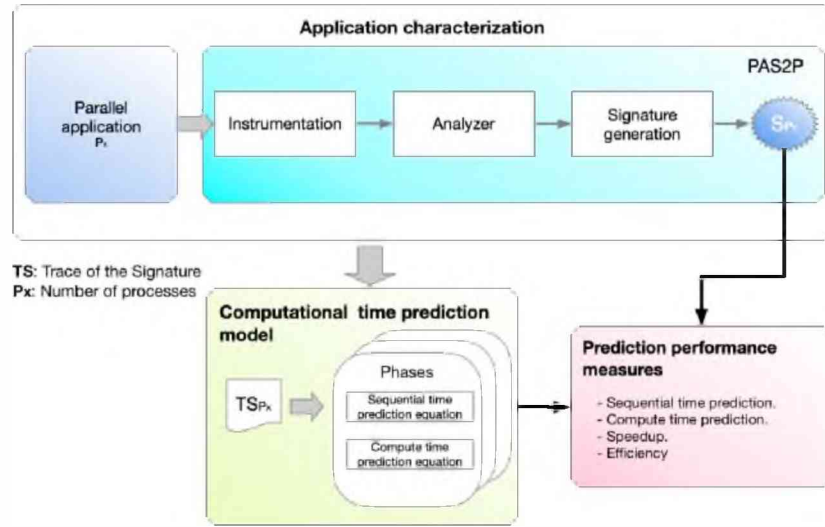 Application characterization
PAS2P
Parallel
application
Px
Instrumentation
Analyzer
Signature
generation
SPx
TS: Trace of the Signature
Px: Number of processes
Computational time prediction
model
Phases
TSPx
Sequential time
prediction equation
Compute time
prediction equation
Prediction performance
measures
- Sequential time prediction.
- Compute time prediction.
- Speedup.
- Efficiency